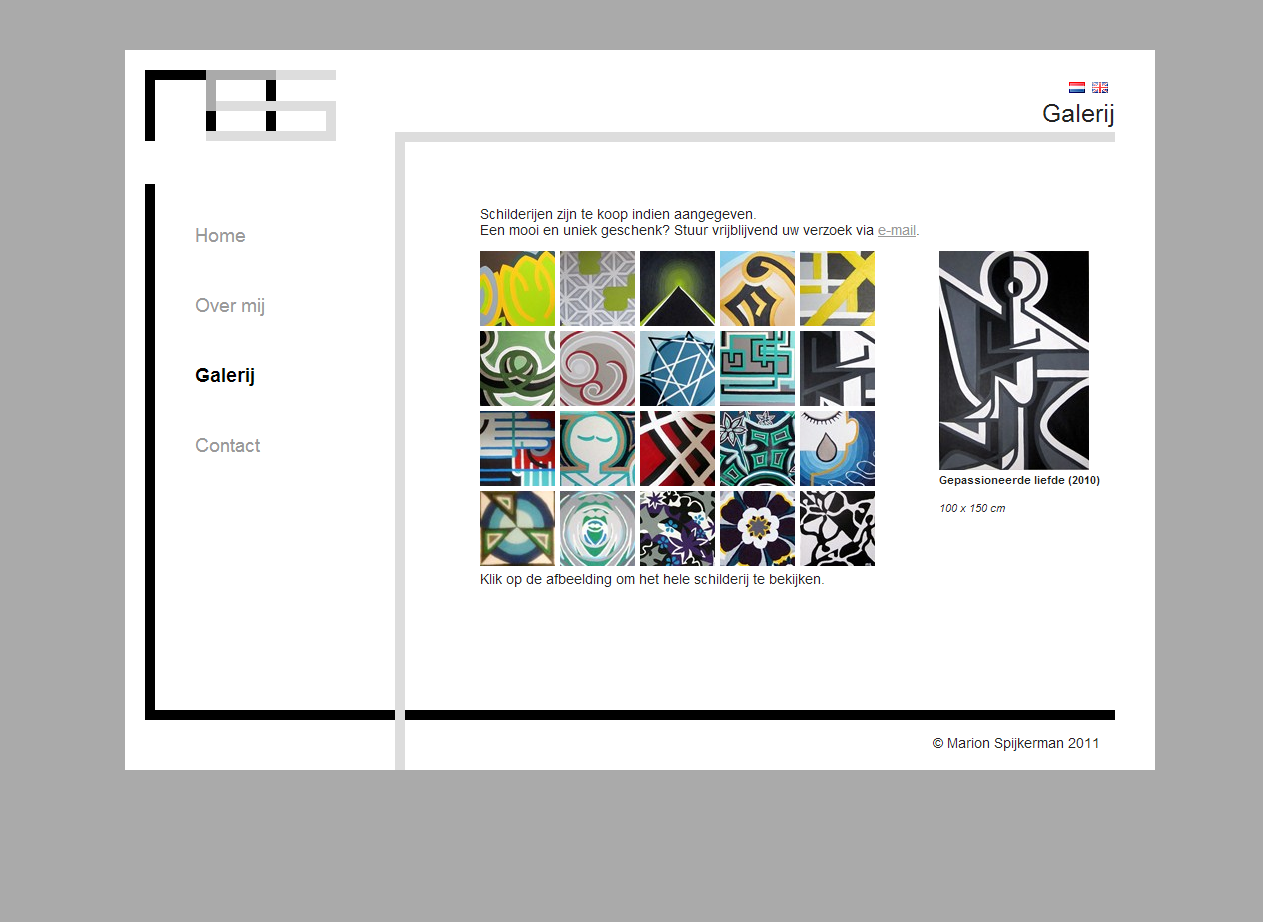 Galerij
Home
Over mij
Galerij
Contact
Schilderijen zijn te koop indien aangegeven.
Een mooi en uniek geschenk? Stuur vrijblijvend uw verzoek via e-mail.
Gepassioneerde liefde (2010)
100 x 150 cm
Klik op de afbeelding om het hele schilderij te bekijken.
© Marion Spijkerman 2011